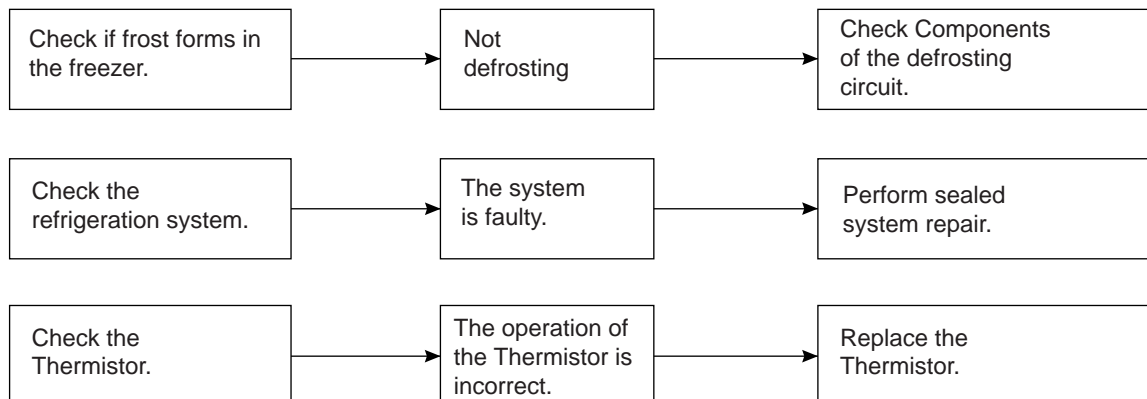 Check if frost forms in
the freezer.
Not
defrosting
Check Components
of the defrosting
circuit.
Check the
refrigeration system.
The system
is faulty.
Perform sealed
system repair.
Check the
Thermistor.
The operation of
the Thermistor is
incorrect.
Replace the
Thermistor.